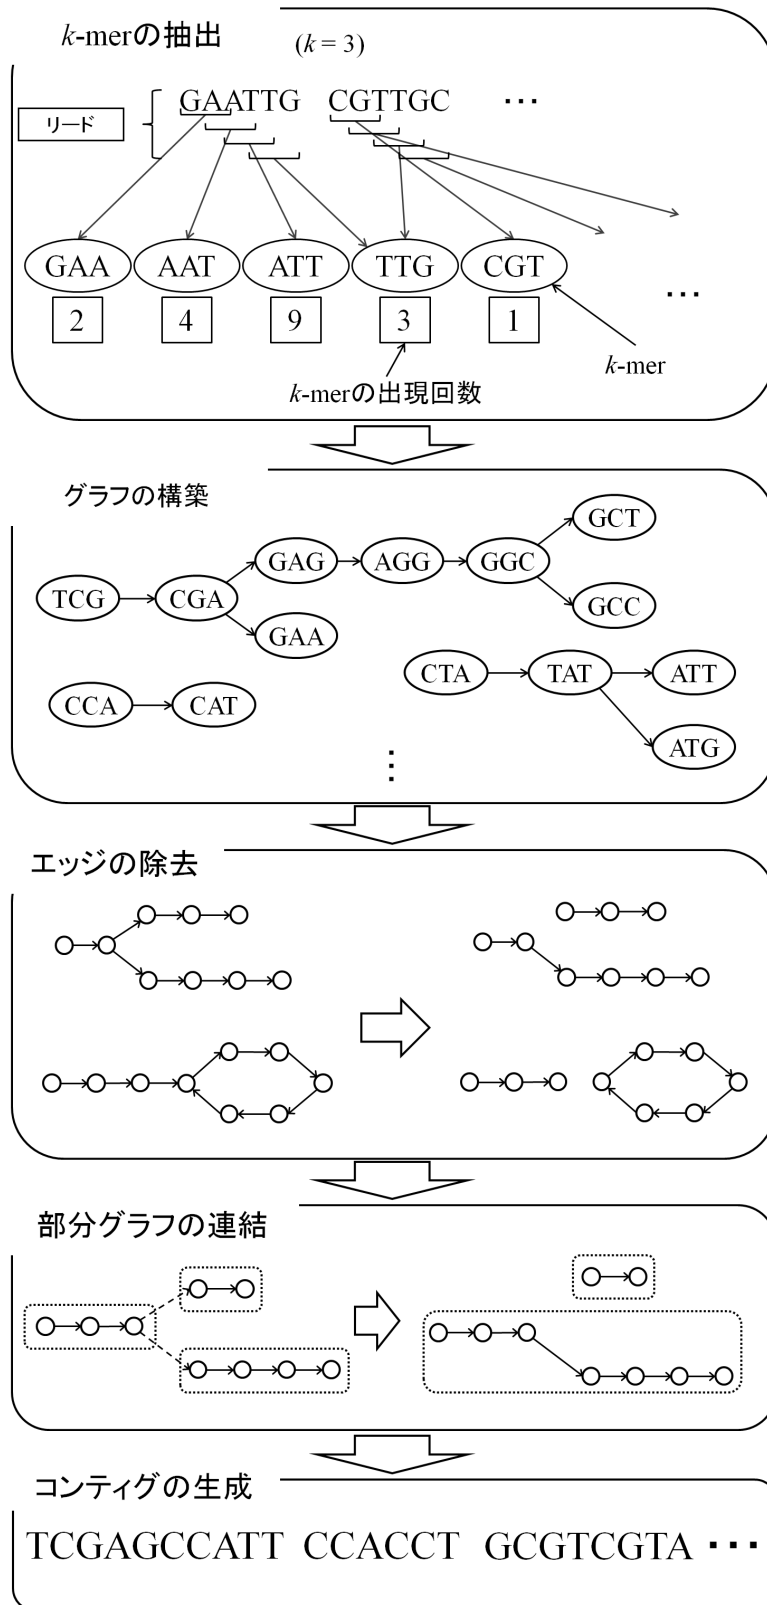 k-merの抽出 (k = 3)
GAATTG CGTTGC ･･･
リード
GAA AAT ATT TTG CGT
2 4 9 3 1 ･･･
k-mer
k-merの出現回数
グラフの構築
GCT
GAG AGG GGC
TCG CGA
GCC
GAA
CTA TAT ATT
CCA CAT
ATG
⋮
エッジの除去
部分グラフの連結
コンティグの生成
TCGAGCCATT CCACCT GCGTCGTA ･･･